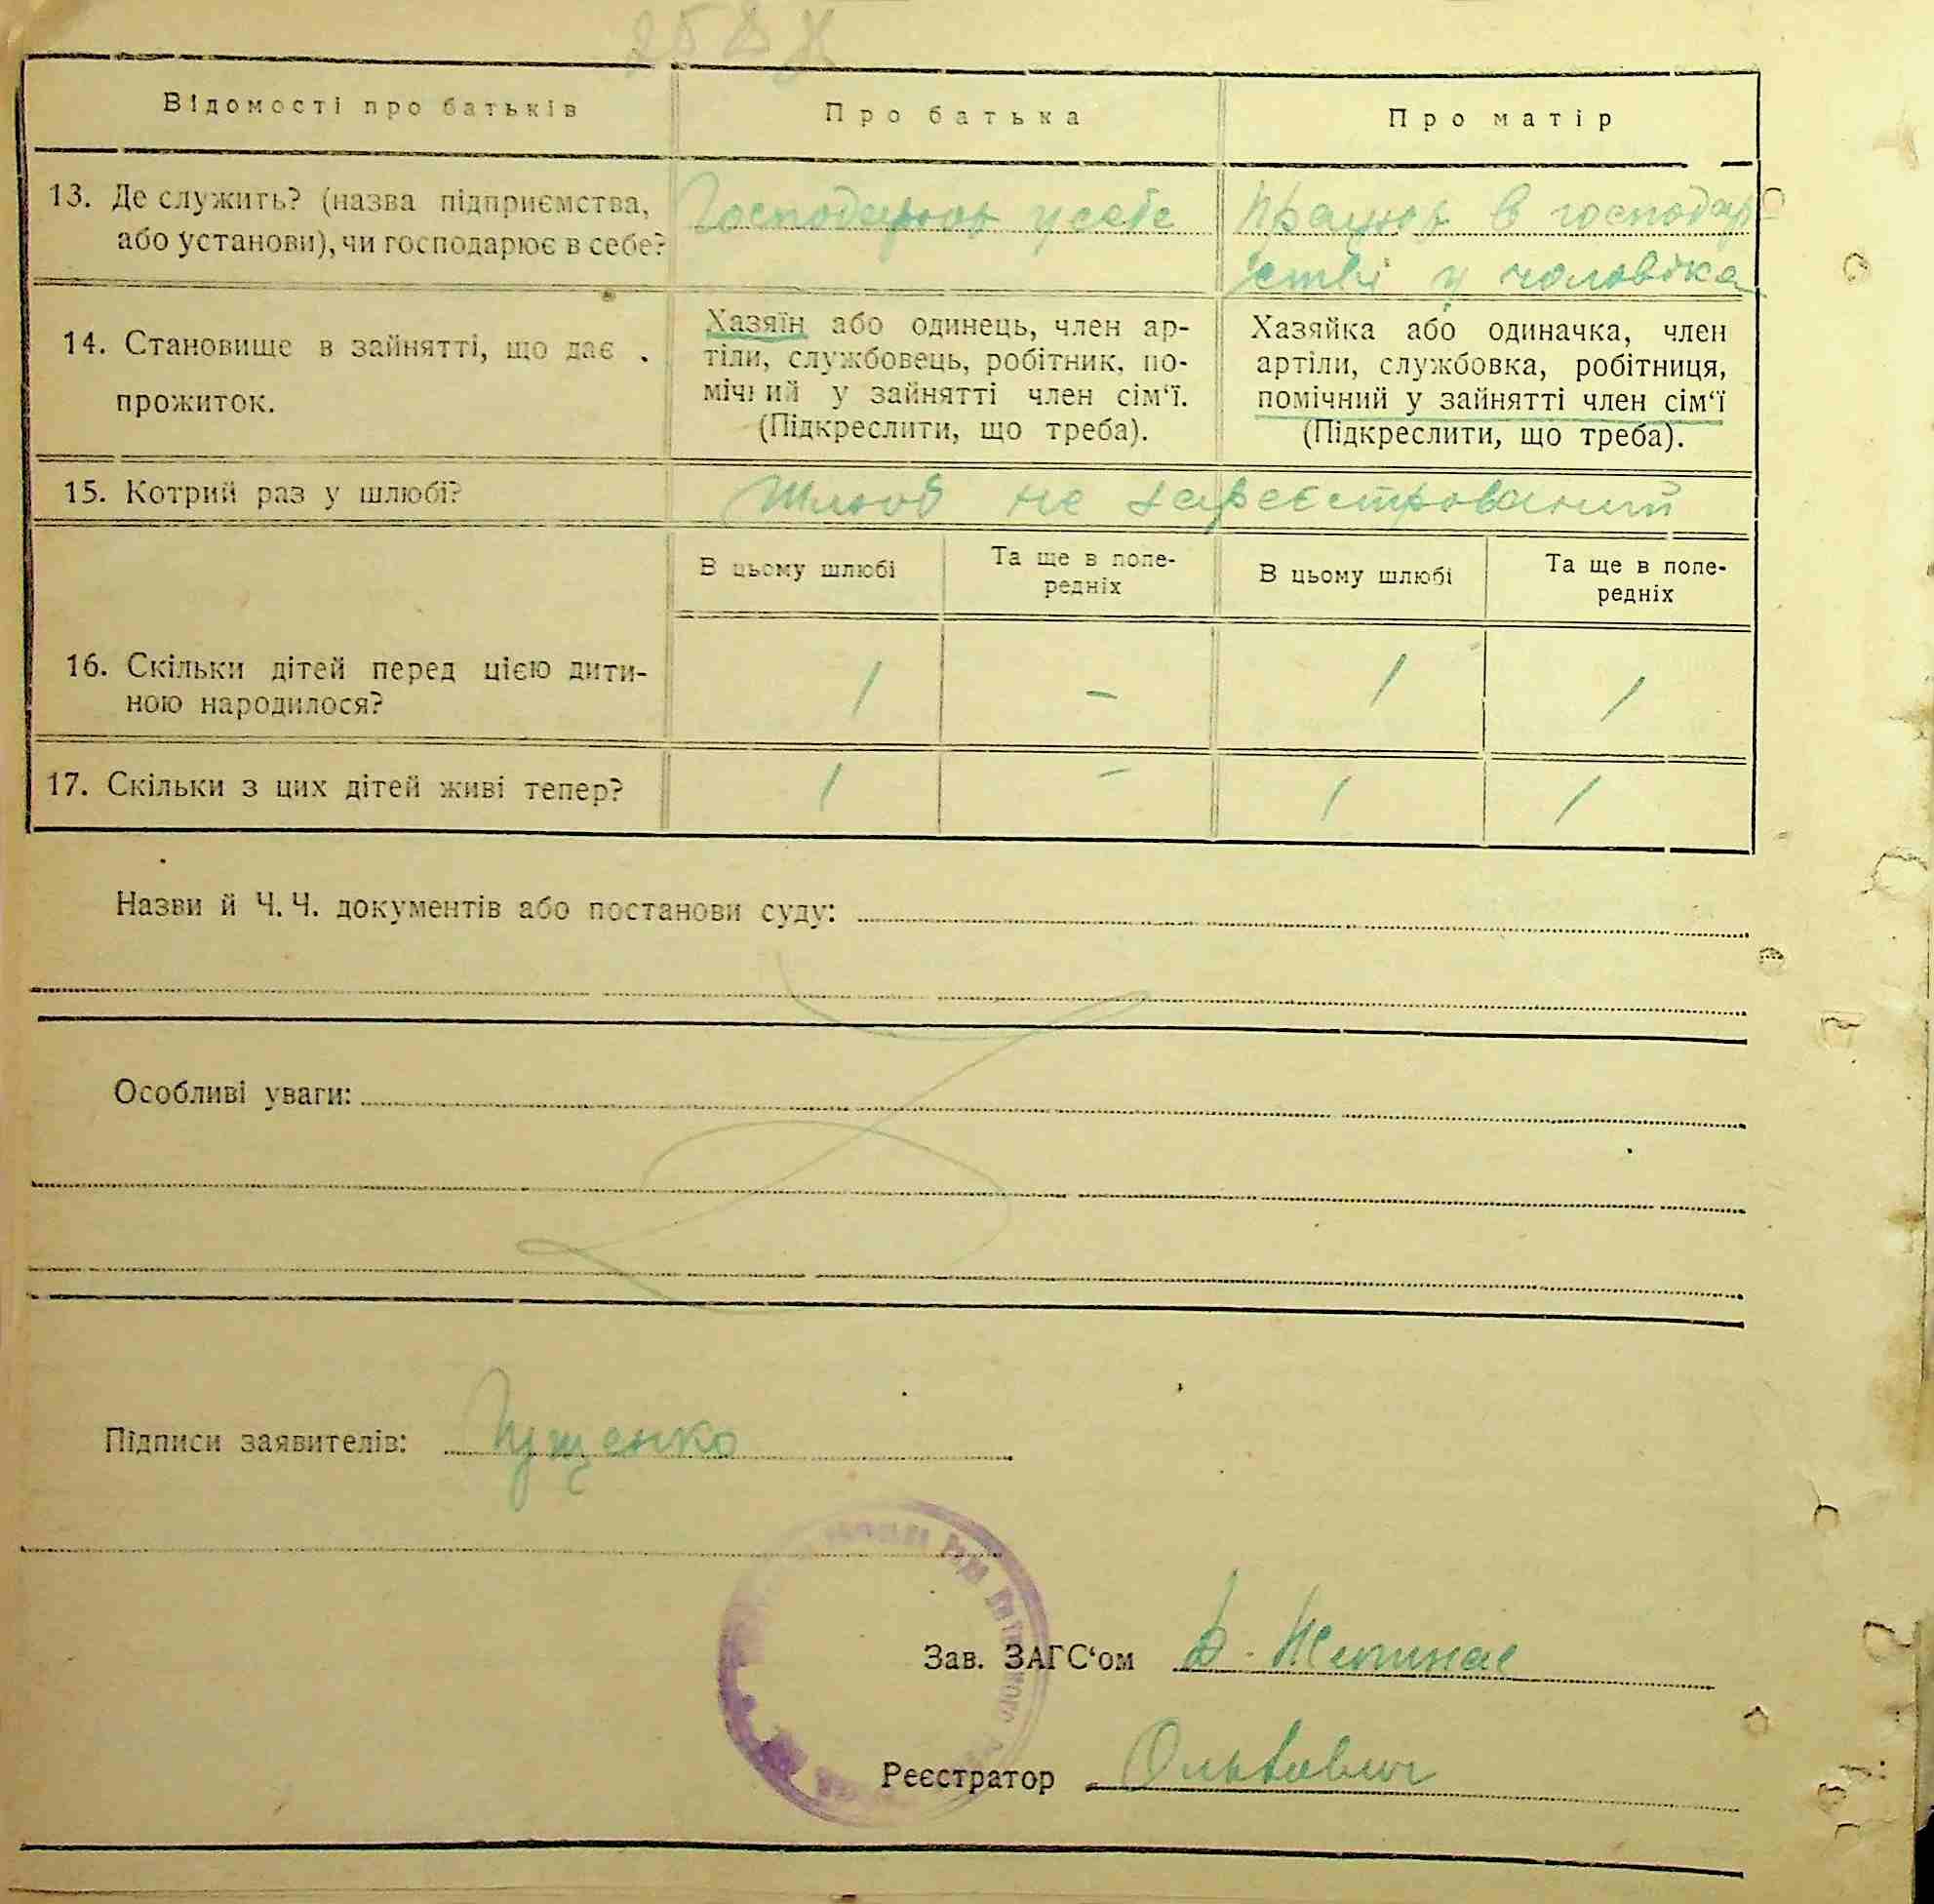 Відомості про батьків
Про батька
Про матір
13. Де служить? (назва підприємства,
або установи), чи господарює в себе?
Господарює у себе
Працює в господар
стві у чоловіка
14. Становище в зайнятті, що дає
прожиток.
Хазяїн або одинець, член ар-
тіли, службовець, робітник, по-
мічний у зайнятті член сім‘ї.
(Підкреслити, що треба).
Хазяйка або одиначка, член
артіли, службовка, робітниця,
помічний у зайнятті член сім‘ї
(Підкреслити, що треба).
15. Котрий раз у шлюбі?
Шлюб не зареєстрований
В цьому шлюбі
Та ще в попе-
редніх
В цьому шлюбі
Та ще в попе-
редніх
16. Скільки дітей перед цією дити-
ною народилося?
1 - 1 1
17. Скільки з цих дітей живі тепер?
1 - 1 1
Назви й Ч. Ч. документів або постанови суду:
Особливі уваги:
Підписи заявителів: Пущенко
Зав. ЗАГС‘ом
Реєстратор